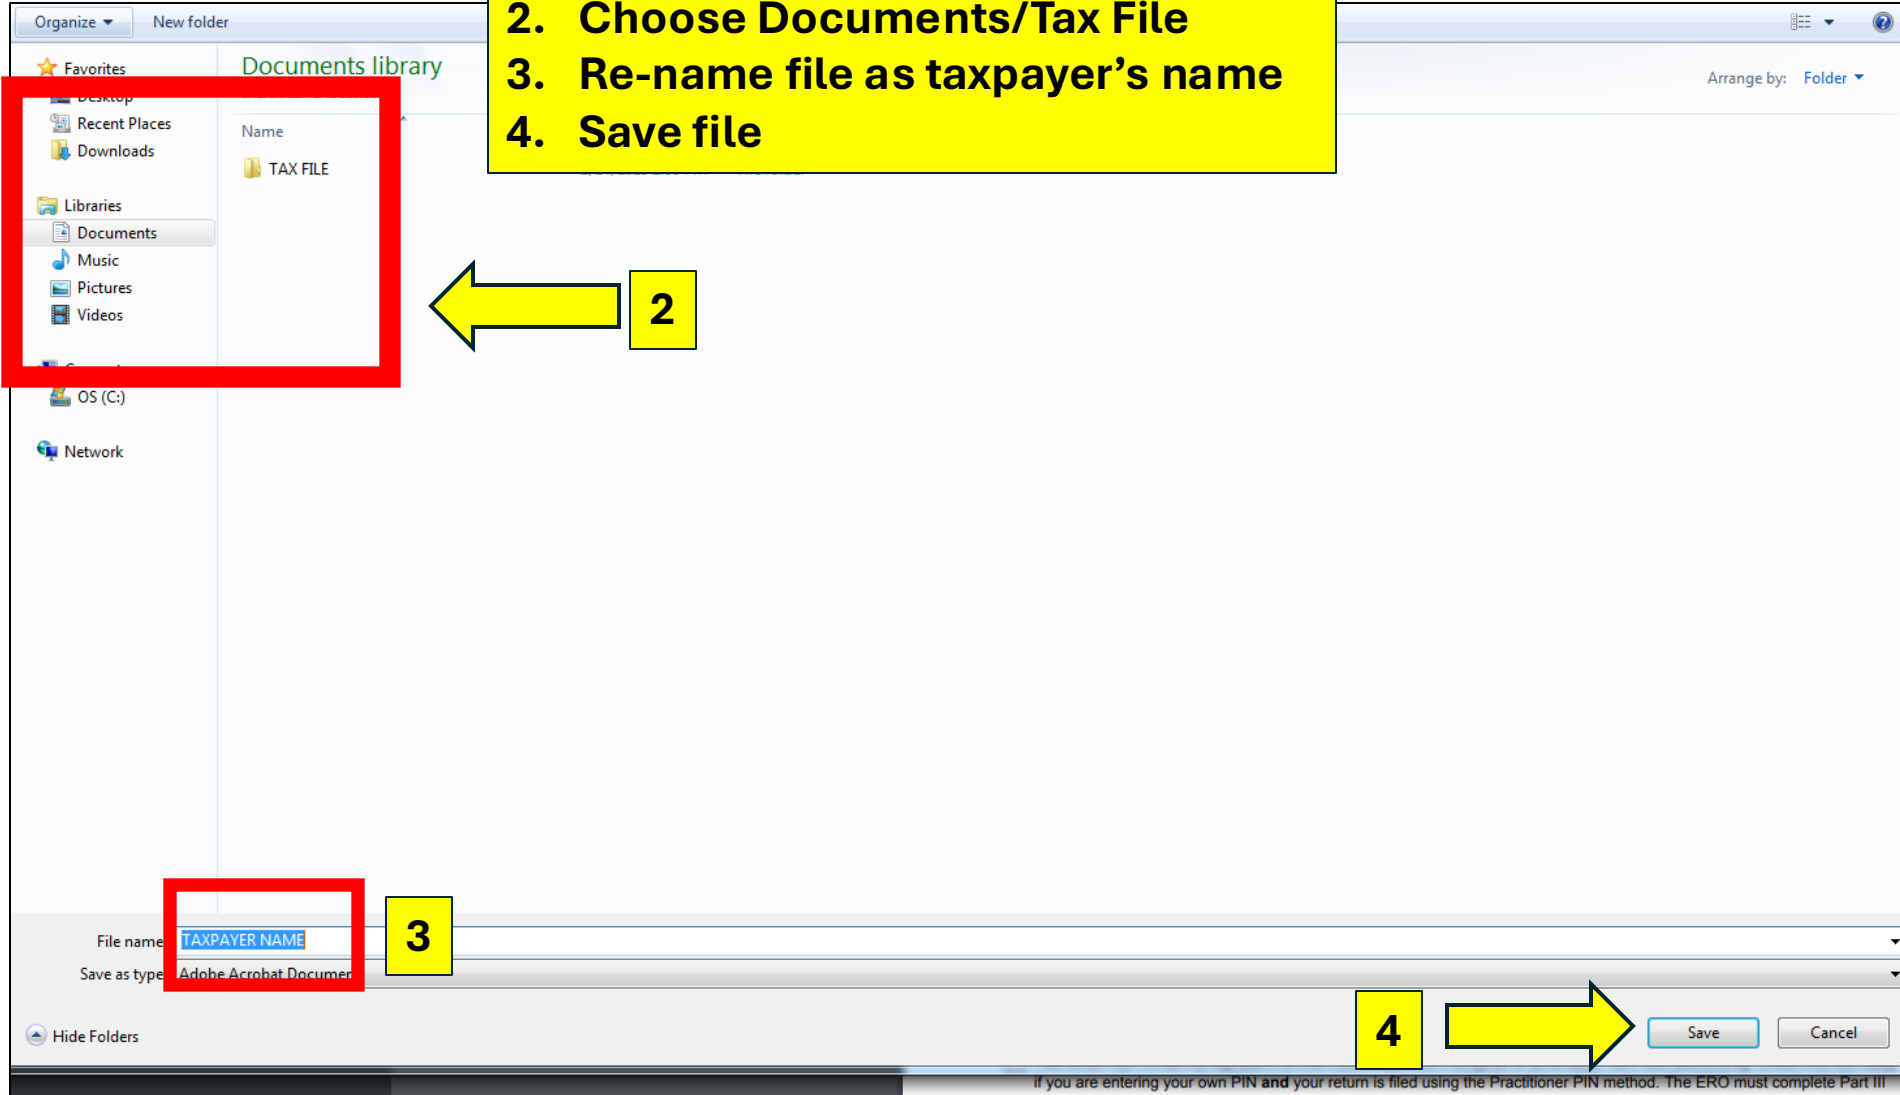 Organize
New folder
2. Choose Documents/Tax File
3. Re-name file as taxpayer's name
4. Save file
Favorites
Desktop
Recent Places
Downloads
Libraries
Documents
Music
Pictures
Videos
OS (C:)
Network
Documents library
Arrange by: Folder
Name
TAX FILE
2
File name
TAXPAYER NAME
3
Save as type
Adobe Acrobat Documen
Hide Folders
4
Save
Cancel
if you are entering your own PIN and your return is filed using the Practitioner PIN method. The ERO must complete Part III